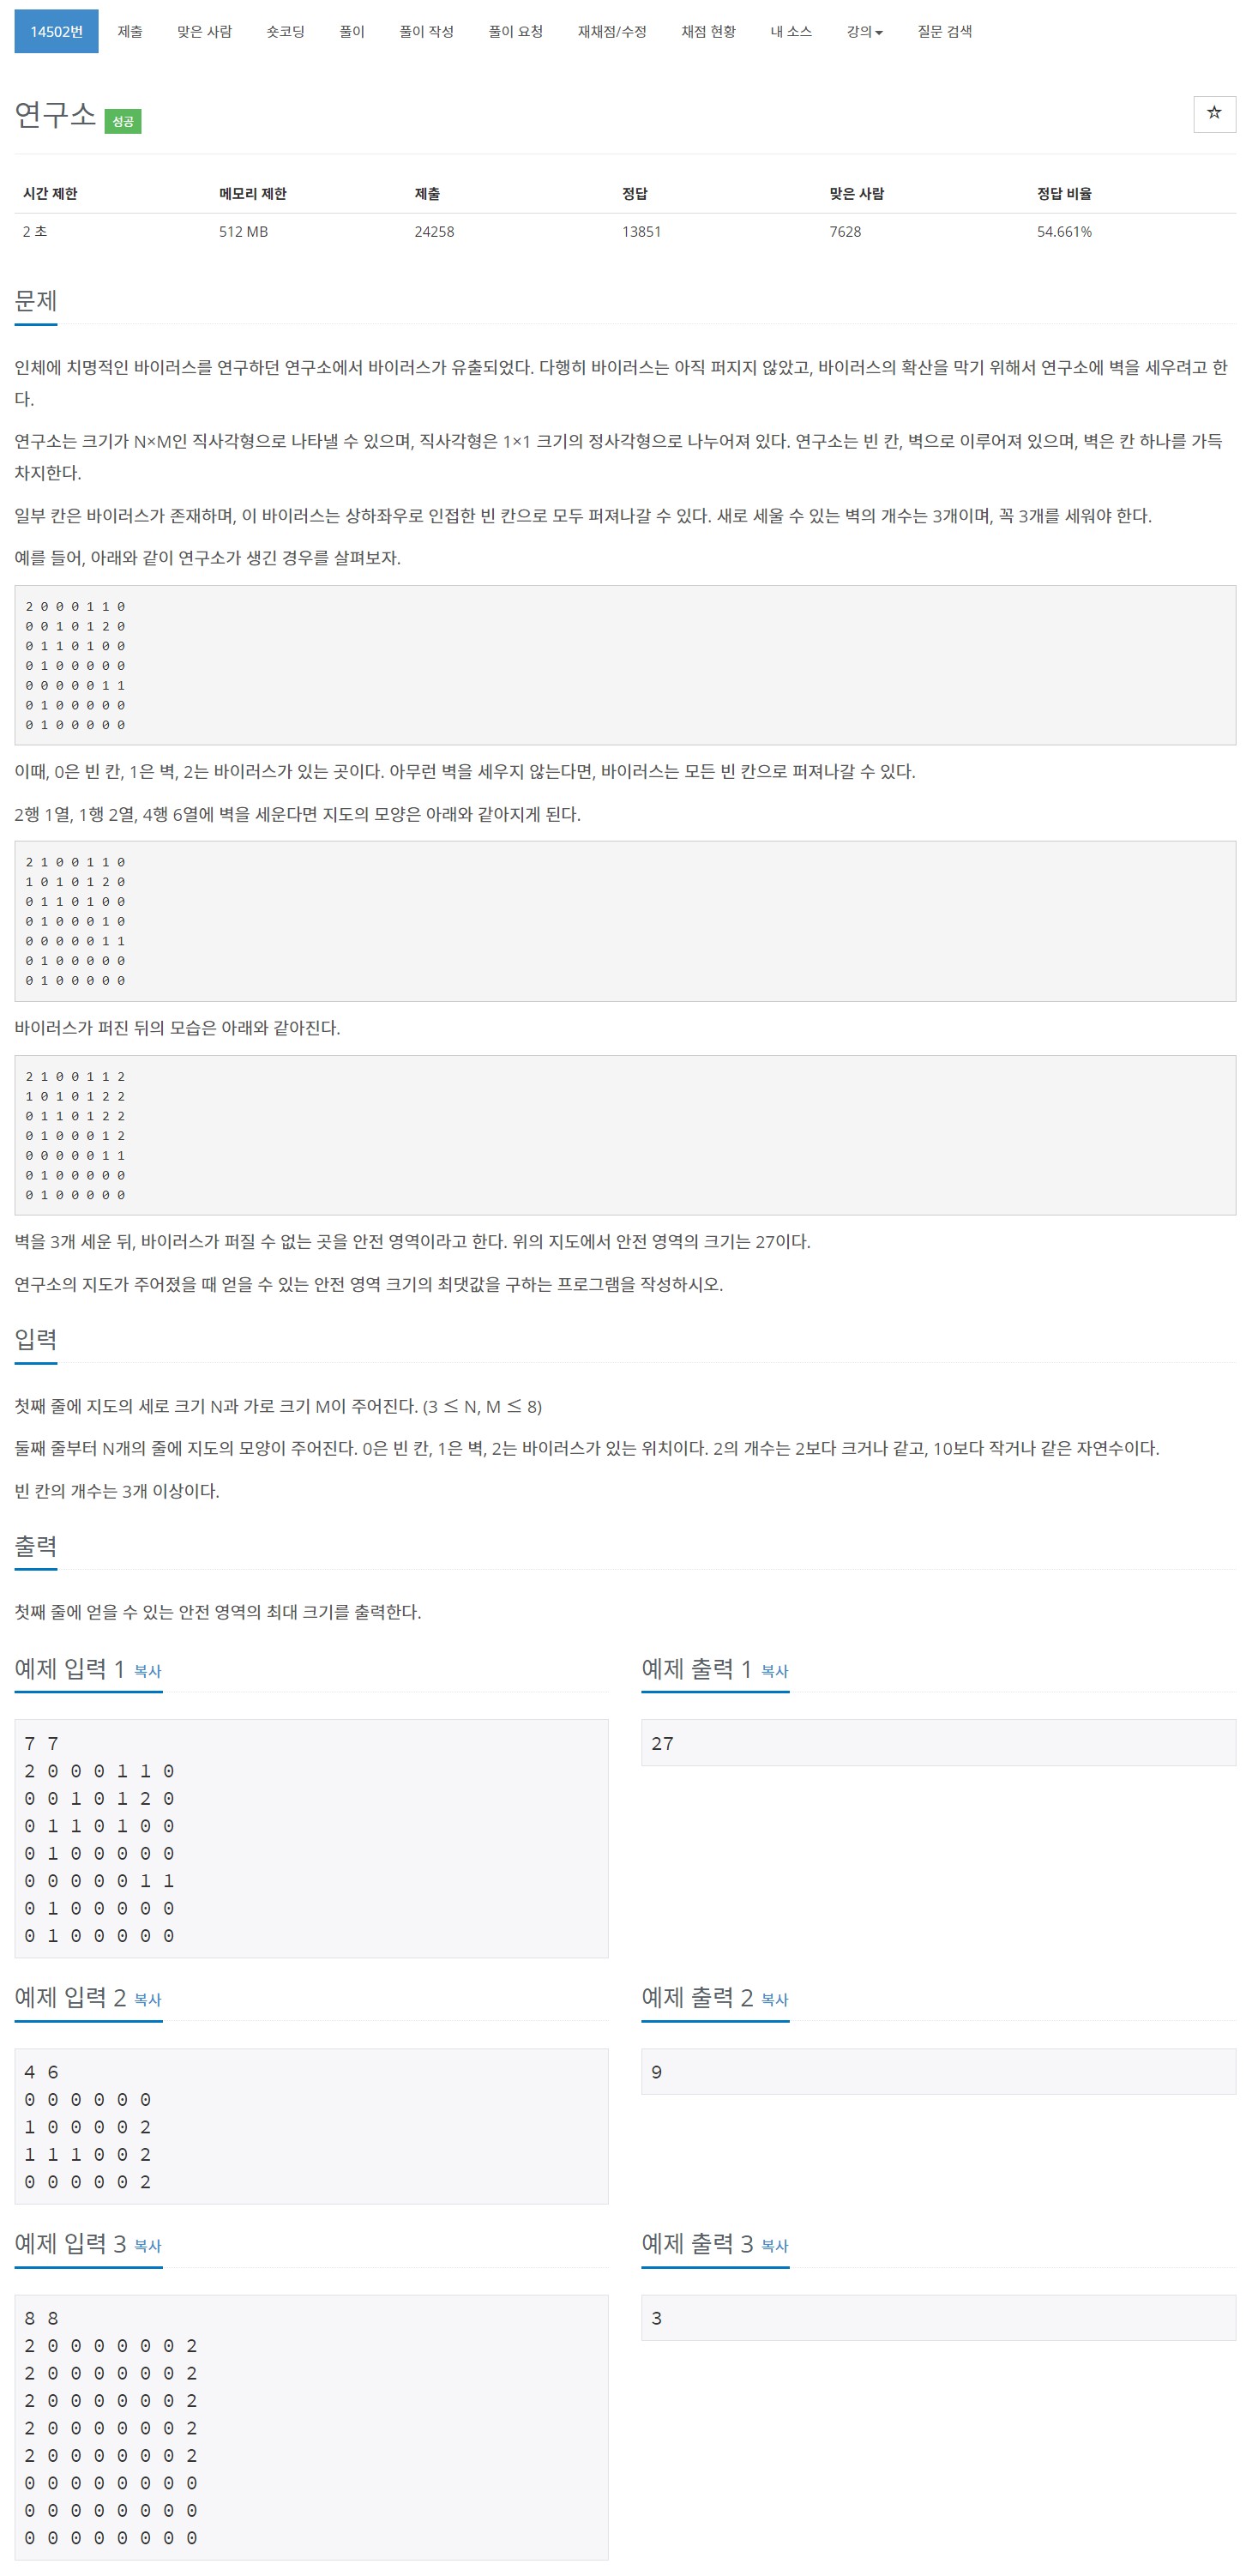 14502번 제출 맞은 사람 숏코딩 풀이 풀이 작성 풀이 요청 재채점/수정 채점 현황 내 소스 강의 질문 검색
연구소 성공
시간 제한 메모리 제한 제출 정답 맞은 사람 정답 비율
2 초 512 MB 24258 13851 7628 54.661%
문제
인체에 치명적인 바이러스를 연구하던 연구소에서 바이러스가 유출되었다. 다행히 바이러스는 아직 퍼지지 않았고, 바이러스의 확산을 막기 위해서 연구소에 벽을 세우려고 한
다.
연구소는 크기가 N×M인 직사각형으로 나타낼 수 있으며, 직사각형은 1×1 크기의 정사각형으로 나누어져 있다. 연구소는 빈 칸, 벽으로 이루어져 있으며, 벽은 칸 하나를 가득
차지한다.
일부 칸은 바이러스가 존재하며, 이 바이러스는 상하좌우로 인접한 빈 칸으로 모두 퍼져나갈 수 있다. 새로 세울 수 있는 벽의 개수는 3개이며, 꼭 3개를 세워야 한다.
예를 들어, 아래와 같이 연구소가 생긴 경우를 살펴보자.
2 0 0 0 1 1 0
0 0 1 0 1 2 0
0 1 1 0 1 0 0
0 1 0 0 0 0 0
0 0 0 0 0 1 1
0 1 0 0 0 0 0
0 1 0 0 0 0 0
이때, 0은 빈 칸, 1은 벽, 2는 바이러스가 있는 곳이다. 아무런 벽을 세우지 않는다면, 바이러스는 모든 빈 칸으로 퍼져나갈 수 있다.
2행 1열, 1행 2열, 4행 6열에 벽을 세운다면 지도의 모양은 아래와 같아지게 된다.
2 1 0 0 1 1 0
1 0 1 0 1 2 0
0 1 1 0 1 0 0
0 1 0 0 0 1 0
0 0 0 0 0 1 1
0 1 0 0 0 0 0
0 1 0 0 0 0 0
바이러스가 퍼진 뒤의 모습은 아래와 같아진다.
2 1 0 0 1 1 2
1 0 1 0 1 2 2
0 1 1 0 1 2 2
0 1 0 0 0 1 2
0 0 0 0 0 1 1
0 1 0 0 0 0 0
0 1 0 0 0 0 0
벽을 3개 세운 뒤, 바이러스가 퍼질 수 없는 곳을 안전 영역이라고 한다. 위의 지도에서 안전 영역의 크기는 27이다.
연구소의 지도가 주어졌을 때 얻을 수 있는 안전 영역 크기의 최댓값을 구하는 프로그램을 작성하시오.
입력
첫째 줄에 지도의 세로 크기 N과 가로 크기 M이 주어진다. (3 ≤ N, M ≤ 8)
둘째 줄부터 N개의 줄에 지도의 모양이 주어진다. 0은 빈 칸, 1은 벽, 2는 바이러스가 있는 위치이다. 2의 개수는 2보다 크거나 같고, 10보다 작거나 같은 자연수이다.
빈 칸의 개수는 3개 이상이다.
출력
첫째 줄에 얻을 수 있는 안전 영역의 최대 크기를 출력한다.
예제 입력 1 복사
7 7
2 0 0 0 1 1 0
0 0 1 0 1 2 0
0 1 1 0 1 0 0
0 1 0 0 0 0 0
0 0 0 0 0 1 1
0 1 0 0 0 0 0
0 1 0 0 0 0 0
예제 출력 1 복사
27
예제 입력 2 복사
4 6
0 0 0 0 0 0
1 0 0 0 0 2
1 1 1 0 0 2
0 0 0 0 0 2
예제 출력 2 복사
9
예제 입력 3 복사
8 8
2 0 0 0 0 0 0 2
2 0 0 0 0 0 0 2
2 0 0 0 0 0 0 2
2 0 0 0 0 0 0 2
2 0 0 0 0 0 0 2
0 0 0 0 0 0 0 0
0 0 0 0 0 0 0 0
0 0 0 0 0 0 0 0
예제 출력 3 복사
3